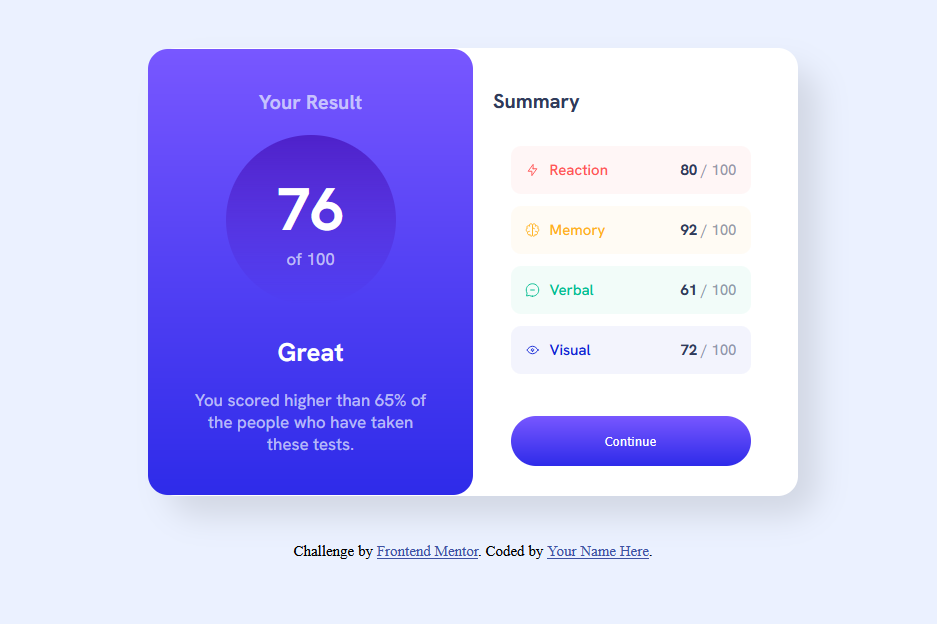 Your Result
76
of 100
Great
You scored higher than 65% of
the people who have taken
these tests.
Summary
Reaction 80 / 100
Memory 92 / 100
Verbal 61 / 100
Visual 72 / 100
Continue
Challenge by Frontend Mentor. Coded by Your Name Here.